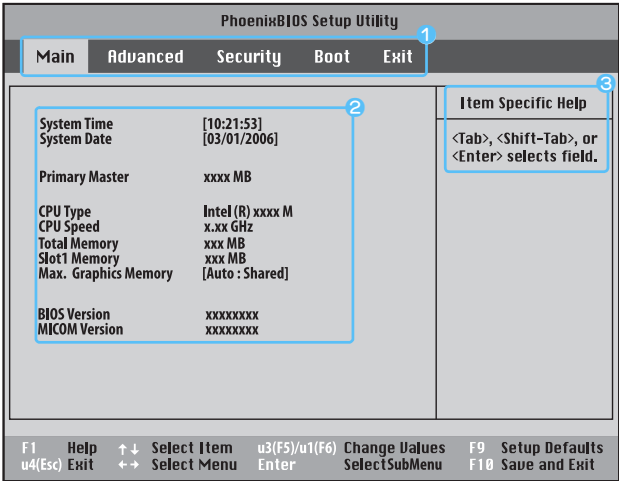 PhoenixBIOS Setup Utility
1
Main Advanced Security Boot Exit
2
System Time [10:21:53]
System Date [03/01/2006]
Primary Master xxxx MB
CPU Type Intel (R) xxxx M
CPU Speed x.xx GHz
Total Memory xxx MB
Slot1 Memory xxx MB
Max. Graphics Memory [Auto : Shared]
BIOS Version xxxxxxxx
MICOM Version xxxxxxxx
3
Item Specific Help
<Tab>, <Shift-Tab>, or
<Enter> selects field.
F1 Help ↑↓ Select Item u3(F5)/u1(F6) Change Values F9 Setup Defaults
u4(Esc) Exit ←→ Select Menu Enter SelectSubMenu F10 Save and Exit